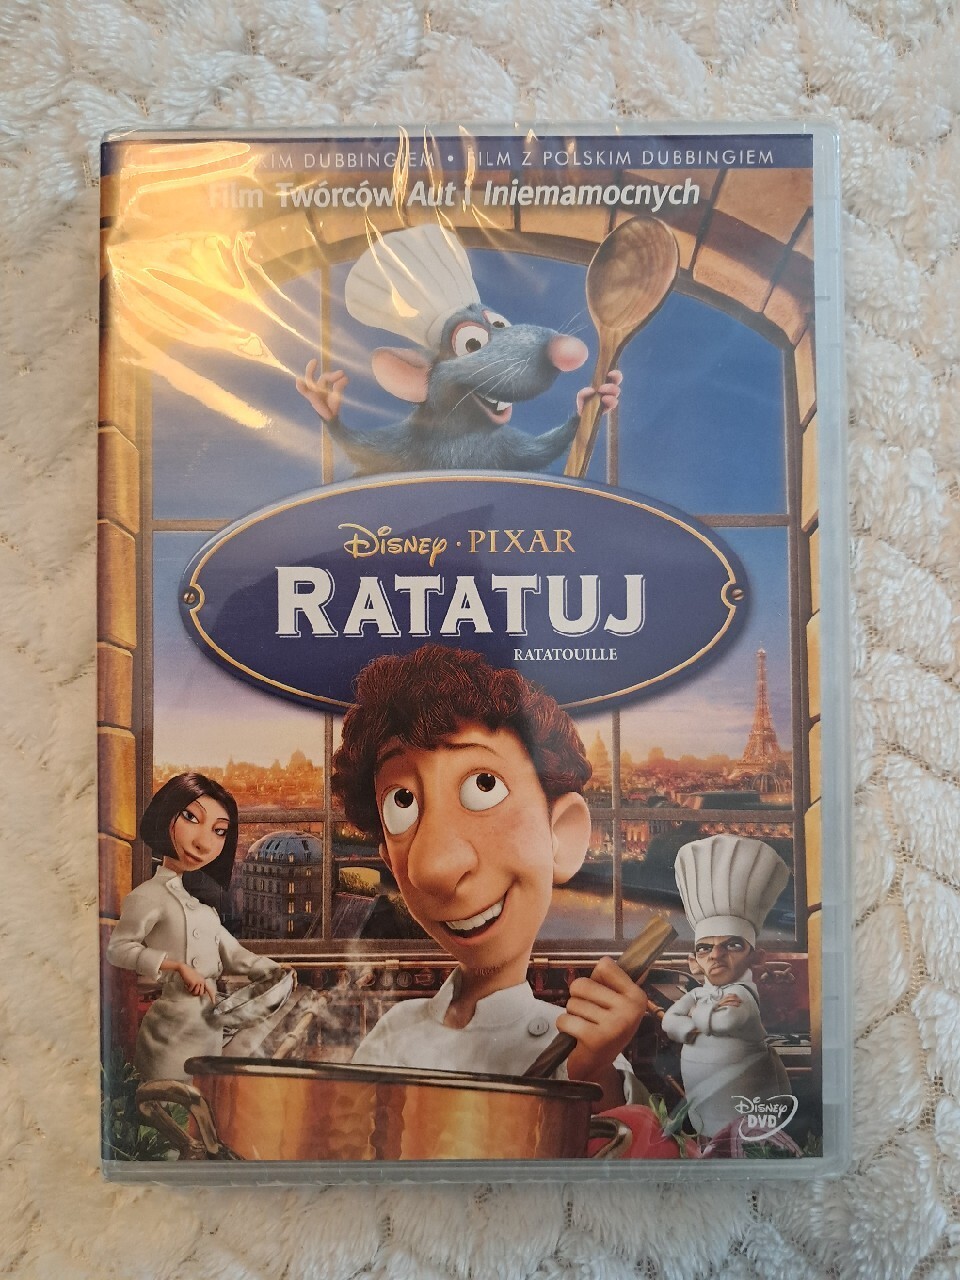 KIM DUBBINGIEM • FILM Z POLSKIM DUBBINGIEM
Film Twórców Aut i Iniemamocnych
DISNEY · PIXAR
RATATUJ
RATATOUILLE
DISNEY
DVD